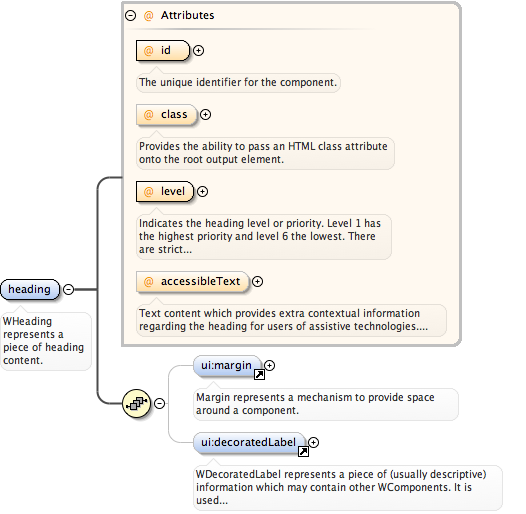 @ Attributes
@ id
The unique identifier for the component.
@ class
Provides the ability to pass an HTML class attribute
onto the root output element.
@ level
Indicates the heading level or priority. Level 1 has
the highest priority and level 6 the lowest. There
are strict...
@ accessibleText
Text content which provides extra contextual information
regarding the heading for users of assistive technologies....
heading
WHeading
represents a
piece of heading
content.
ui:margin
Margin represents a mechanism to provide space
around a component.
ui:decoratedLabel
WDecoratedLabel represents a piece of (usually descriptive)
information which may contain other WComponents. It is
used...